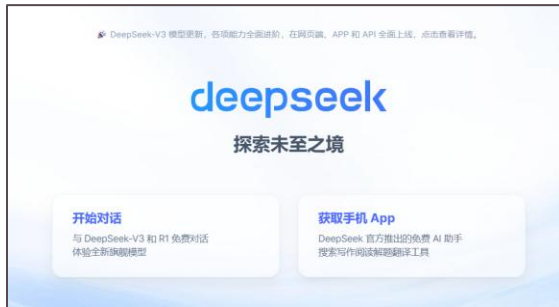 🎉 DeepSeek-V3 模型更新，各项能力全面进阶，在网页端、APP 和 API 全面上线，点击查看详情。
deepseek
探索未至之境
开始对话
与 DeepSeek-V3 和 R1 免费对话
体验全新旗舰模型
获取手机 App
DeepSeek 官方推出的免费 AI 助手
搜索写作阅读解题翻译工具